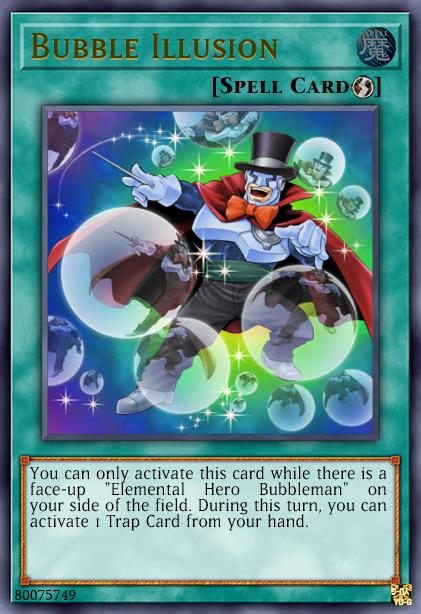 Bubble Illusion
魔
[Spell Card]
You can only activate this card while there is a
face-up "Elemental Hero Bubbleman" on
your side of the field. During this turn, you can
activate 1 Trap Card from your hand.
80075749